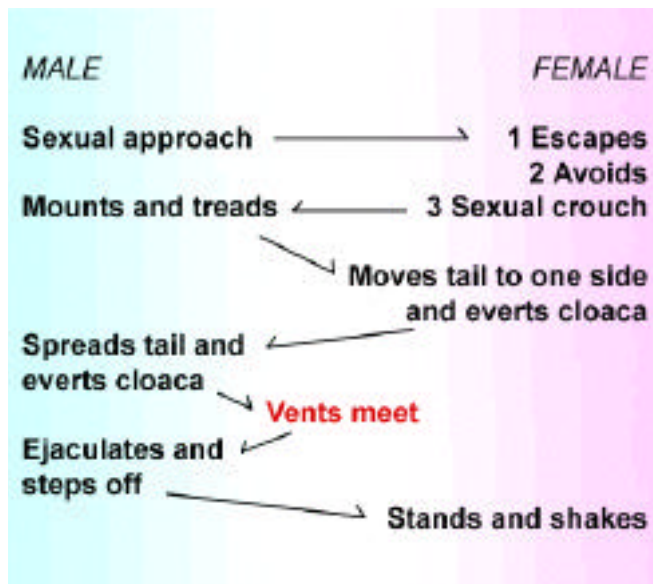 MALE FEMALE
Sexual approach 1 Escapes
2 Avoids
Mounts and treads 3 Sexual crouch
Moves tail to one side
and everts cloaca
Spreads tail and
everts cloaca
Vents meet
Ejaculates and
steps off
Stands and shakes